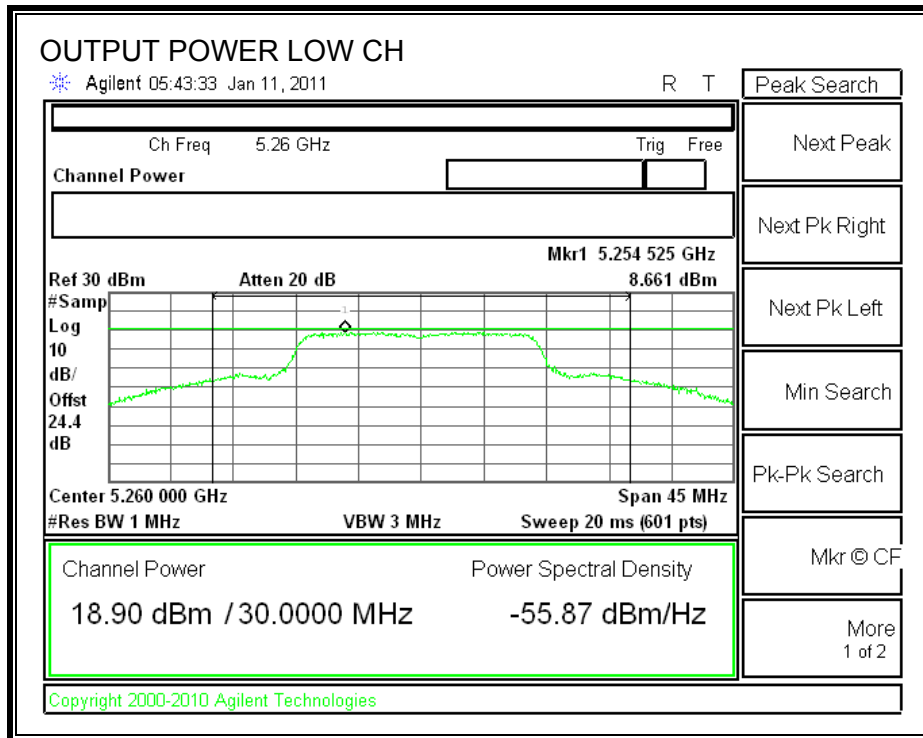 OUTPUT POWER LOW CH
Agilent 05:43:33 Jan 11, 2011
R T
Peak Search
Ch Freq 5.26 GHz
Trig Free
Next Peak
Channel Power
Next Pk Right
Mkr1 5.254 525 GHz
Ref 30 dBm
Atten 20 dB
8.661 dBm
#Samp
Log
10
dB/
Offst
24.4
dB
1
Next Pk Left
Min Search
Pk-Pk Search
Center 5.260 000 GHz
Span 45 MHz
#Res BW 1 MHz
VBW 3 MHz
Sweep 20 ms (601 pts)
Mkr © CF
Channel Power
Power Spectral Density
18.90 dBm / 30.0000 MHz
-55.87 dBm/Hz
More
1 of 2
Copyright 2000-2010 Agilent Technologies